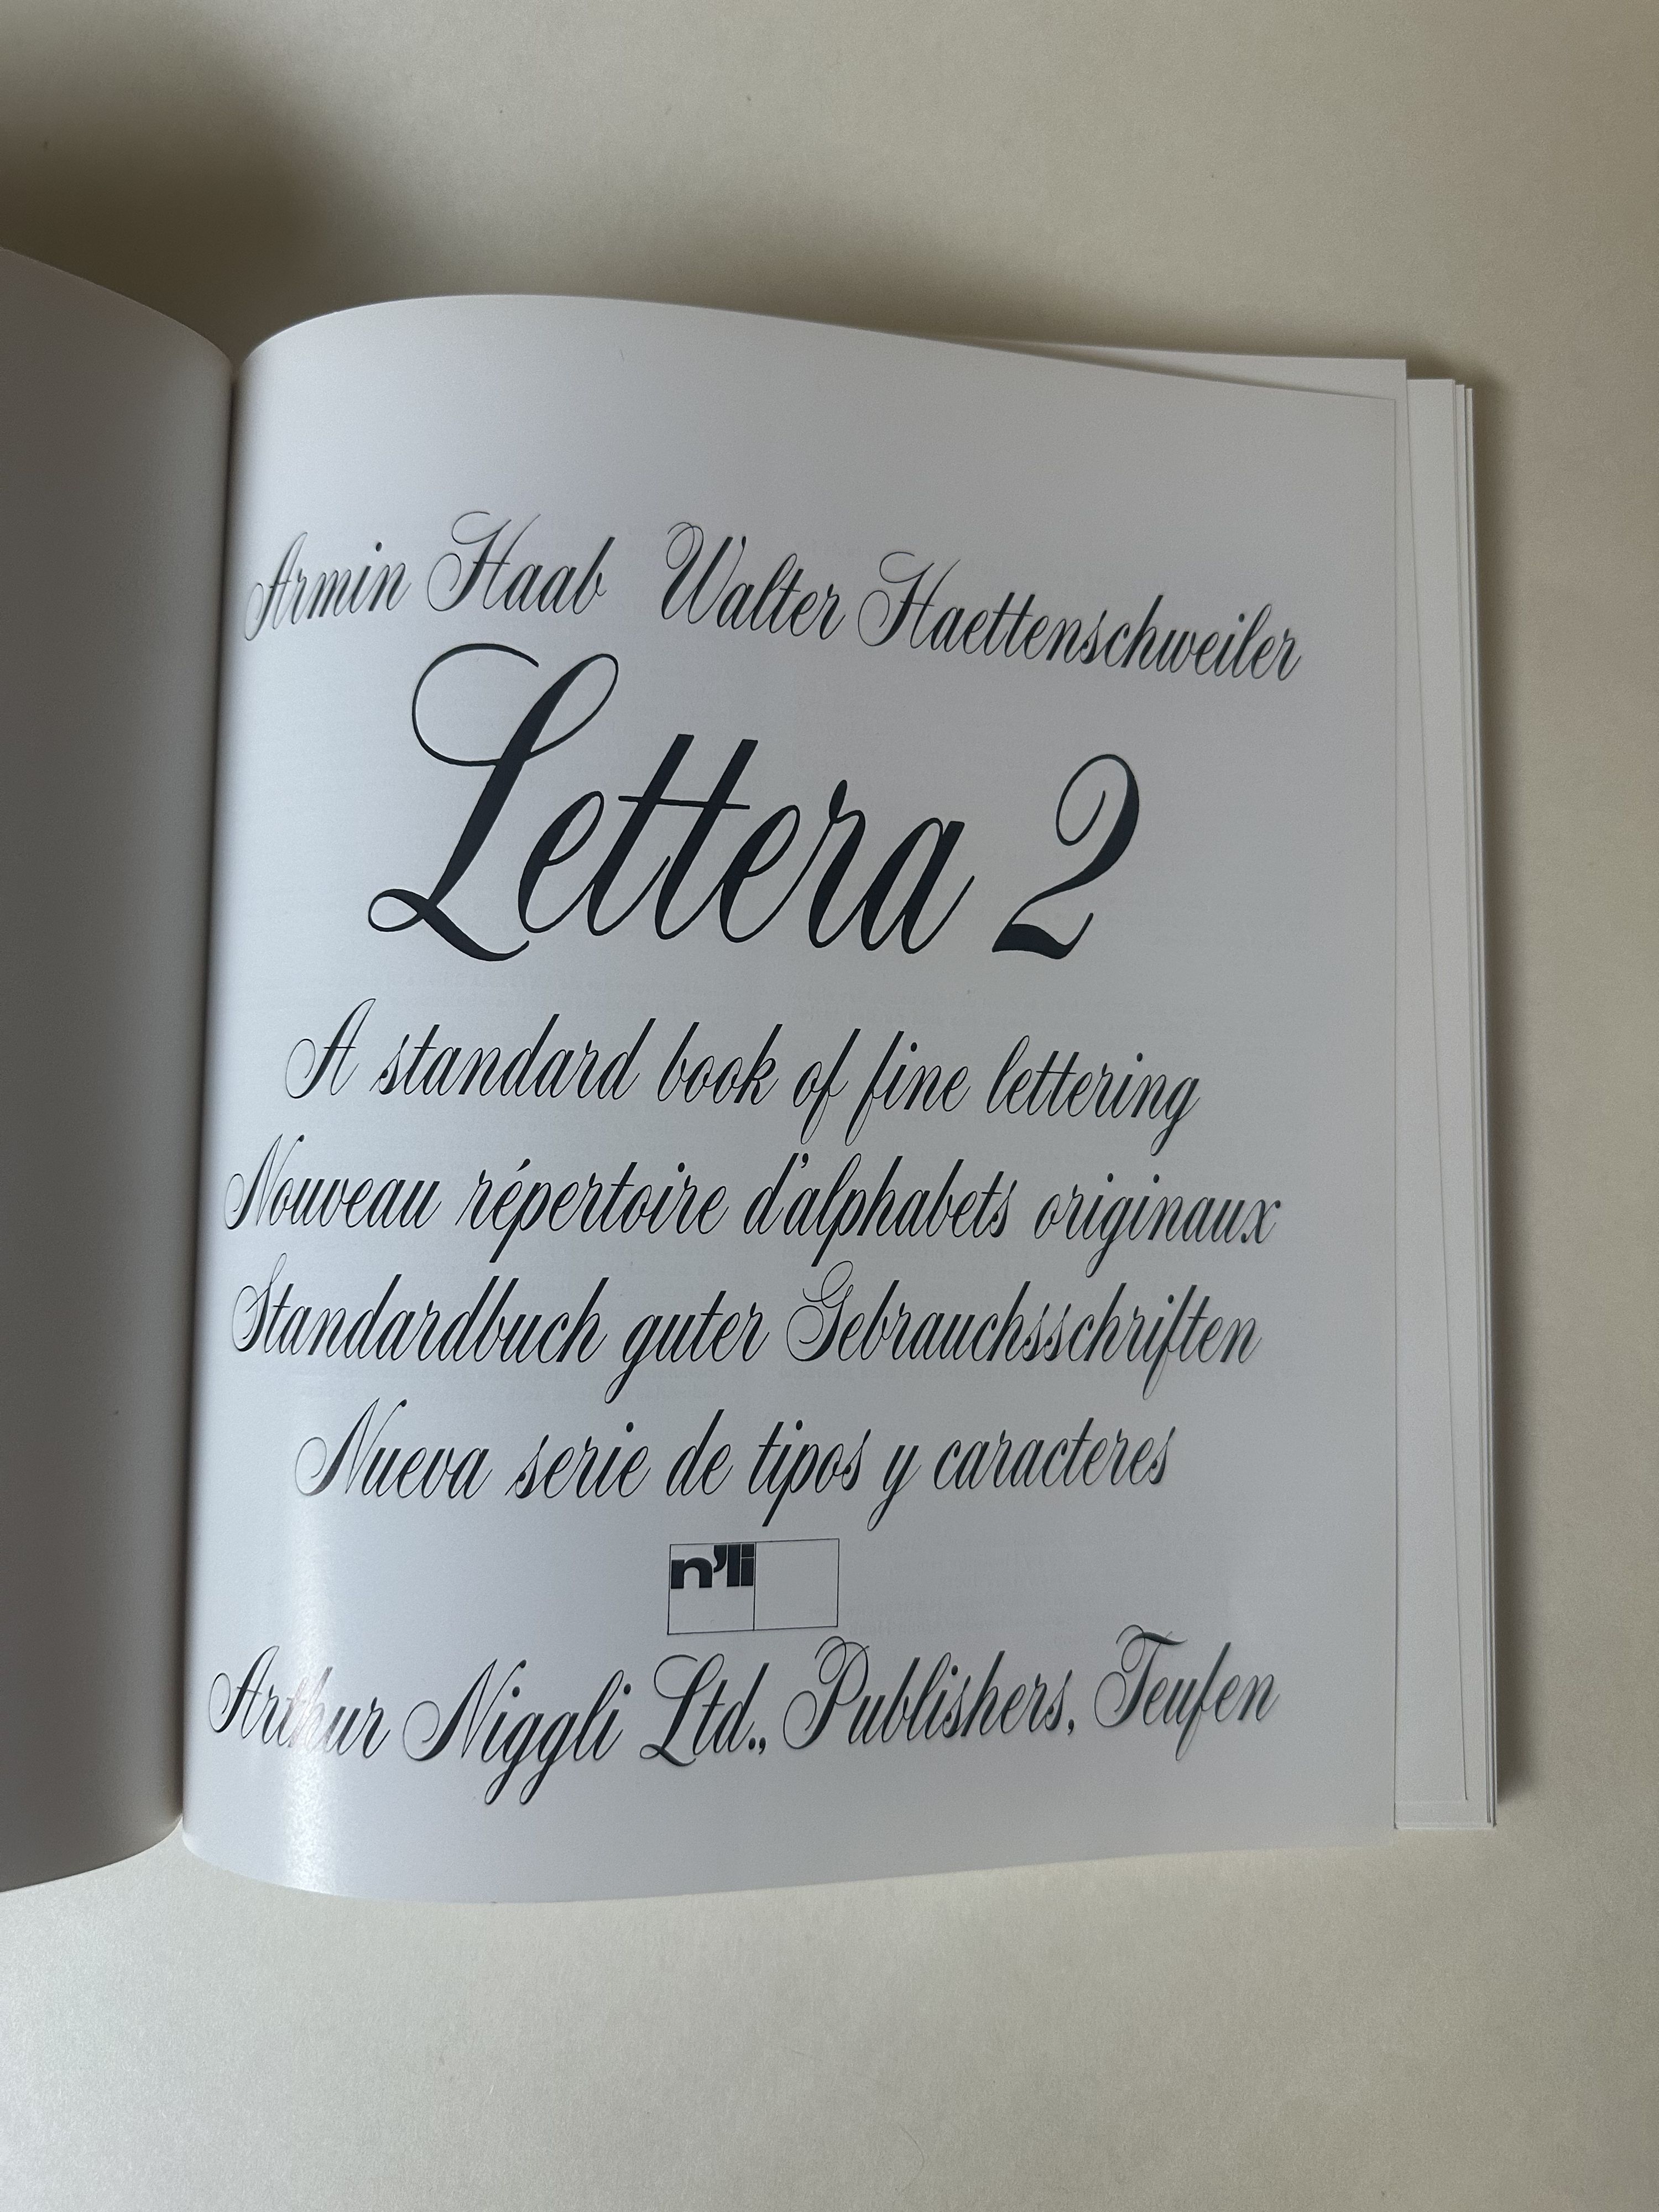 Armin Haab Walter Haettenschweiler
Lettera 2
A standard book of fine lettering
Nouveau répertoire d'alphabets originaux
Standardbuch guter Gebrauchsschriften
Nueva serie de tipos y caracteres
n'li
Arthur Niggli Ltd., Publishers, Teufen